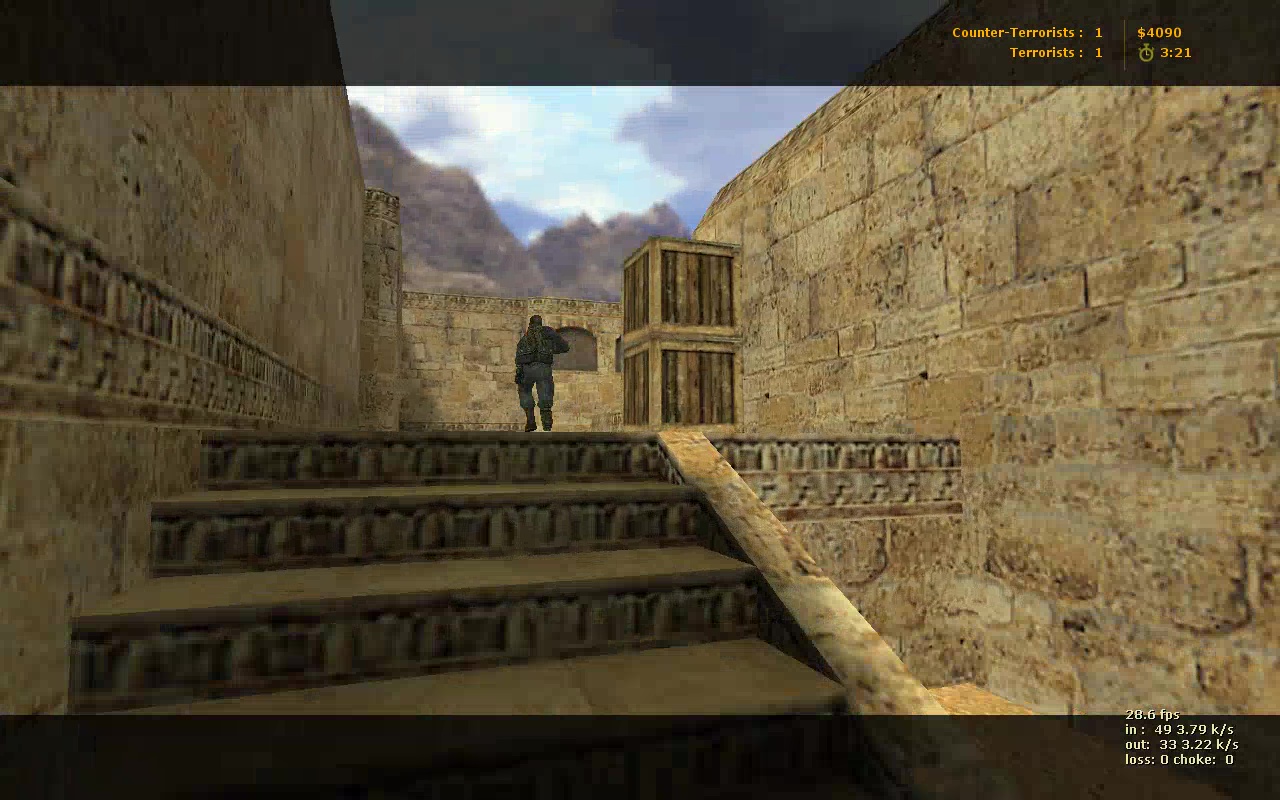 Counter-Terrorists : 1 $4090
Terrorists : 1 3:21
28.6 fps
in : 49 3.79 k/s
out: 33 3.22 k/s
loss: 0 choke: 0